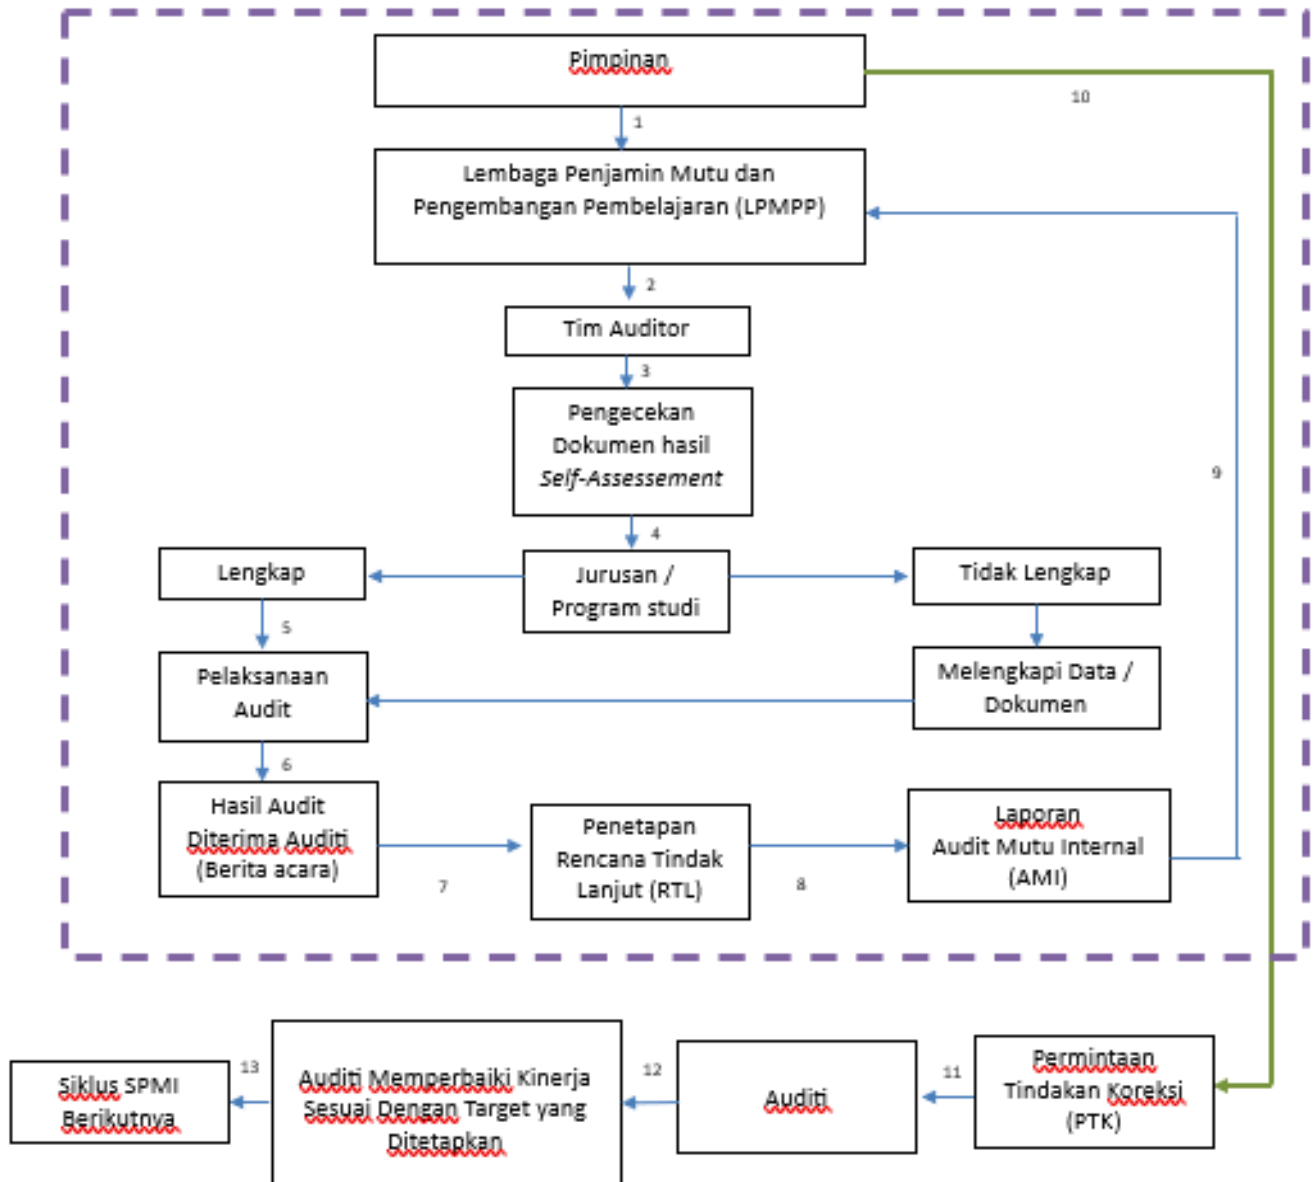 Pimpinan
10
1
Lembaga Penjamin Mutu dan
Pengembangan Pembelajaran (LPMPP)
2
Tim Auditor
3
Pengecekan
Dokumen hasil
Self-Assessement
9
4
Lengkap
Jurusan /
Program studi
Tidak Lengkap
5
Pelaksanaan
Audit
Melengkapi Data /
Dokumen
6
Hasil Audit
Diterima Auditi
(Berita acara)
7
Penetapan
Rencana Tindak
Lanjut (RTL)
8
Laporan
Audit Mutu Internal
(AMI)
Siklus SPMI
Berikutnya
13
Auditi Memperbaiki Kinerja
Sesuai Dengan Target yang
Ditetapkan
12
Auditi
11
Permintaan
Tindakan Koreksi
(PTK)